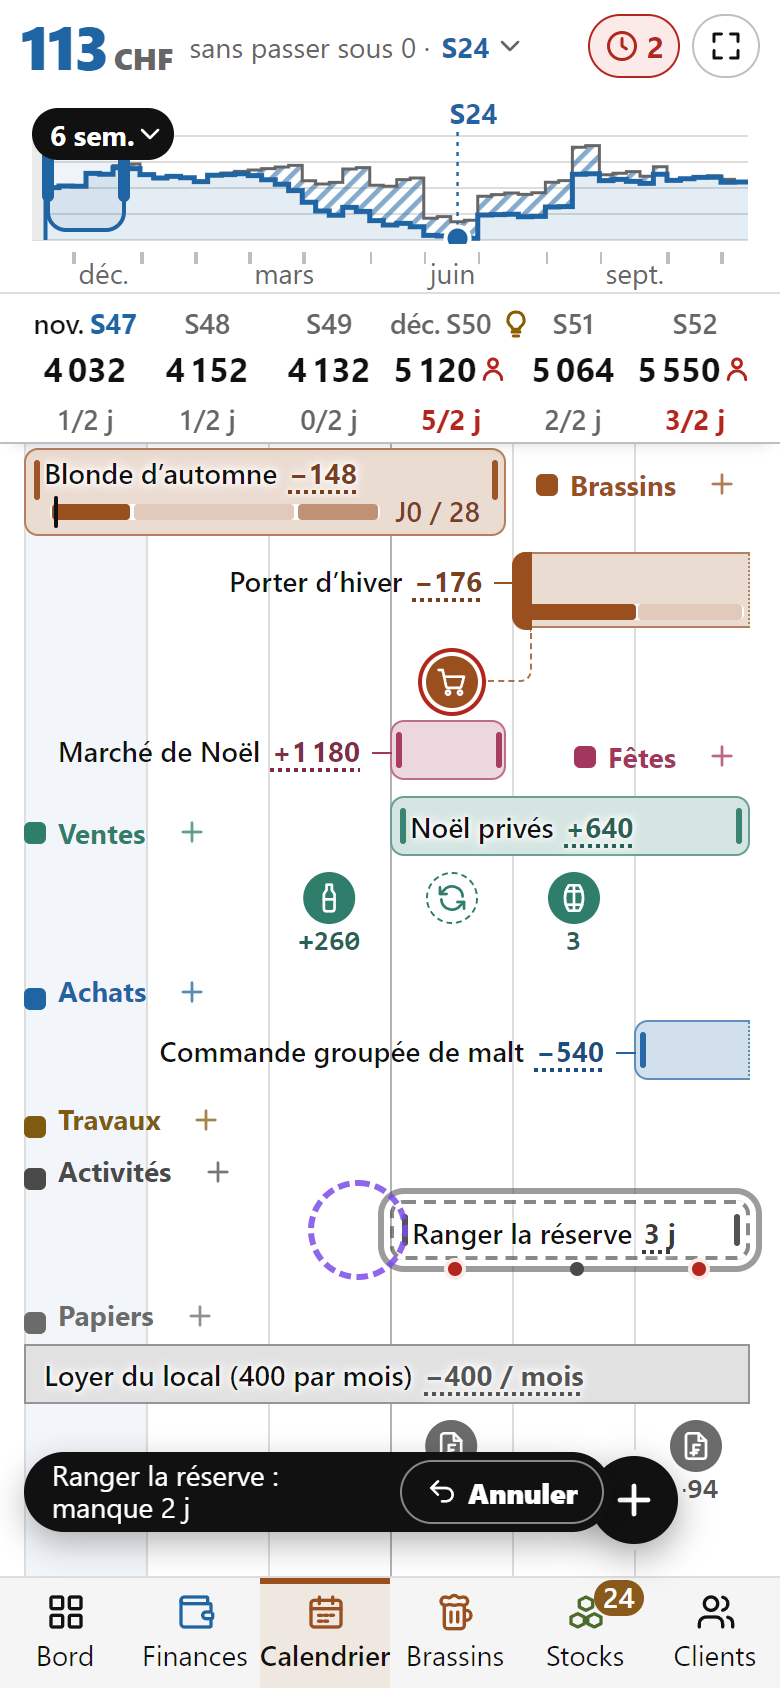 113 CHF sans passer sous 0 · S24
2
S24
6 sem.
déc. mars juin sept.
nov. S47 S48 S49 déc. S50 S51 S52
4 032 4 152 4 132 5 120 5 064 5 550
1/2 j 1/2 j 0/2 j 5/2 j 2/2 j 3/2 j
Blonde d’automne −148
J0 / 28
Brassins +
Porter d’hiver −176
Marché de Noël +1 180
Fêtes +
Noël privés +640
Ventes +
+260 3
Achats +
Commande groupée de malt −540
Travaux +
Activités +
Ranger la réserve 3 j
Papiers +
Loyer du local (400 par mois) −400 / mois
Ranger la réserve :
manque 2 j
Annuler
+
94
24
Bord Finances Calendrier Brassins Stocks Clients